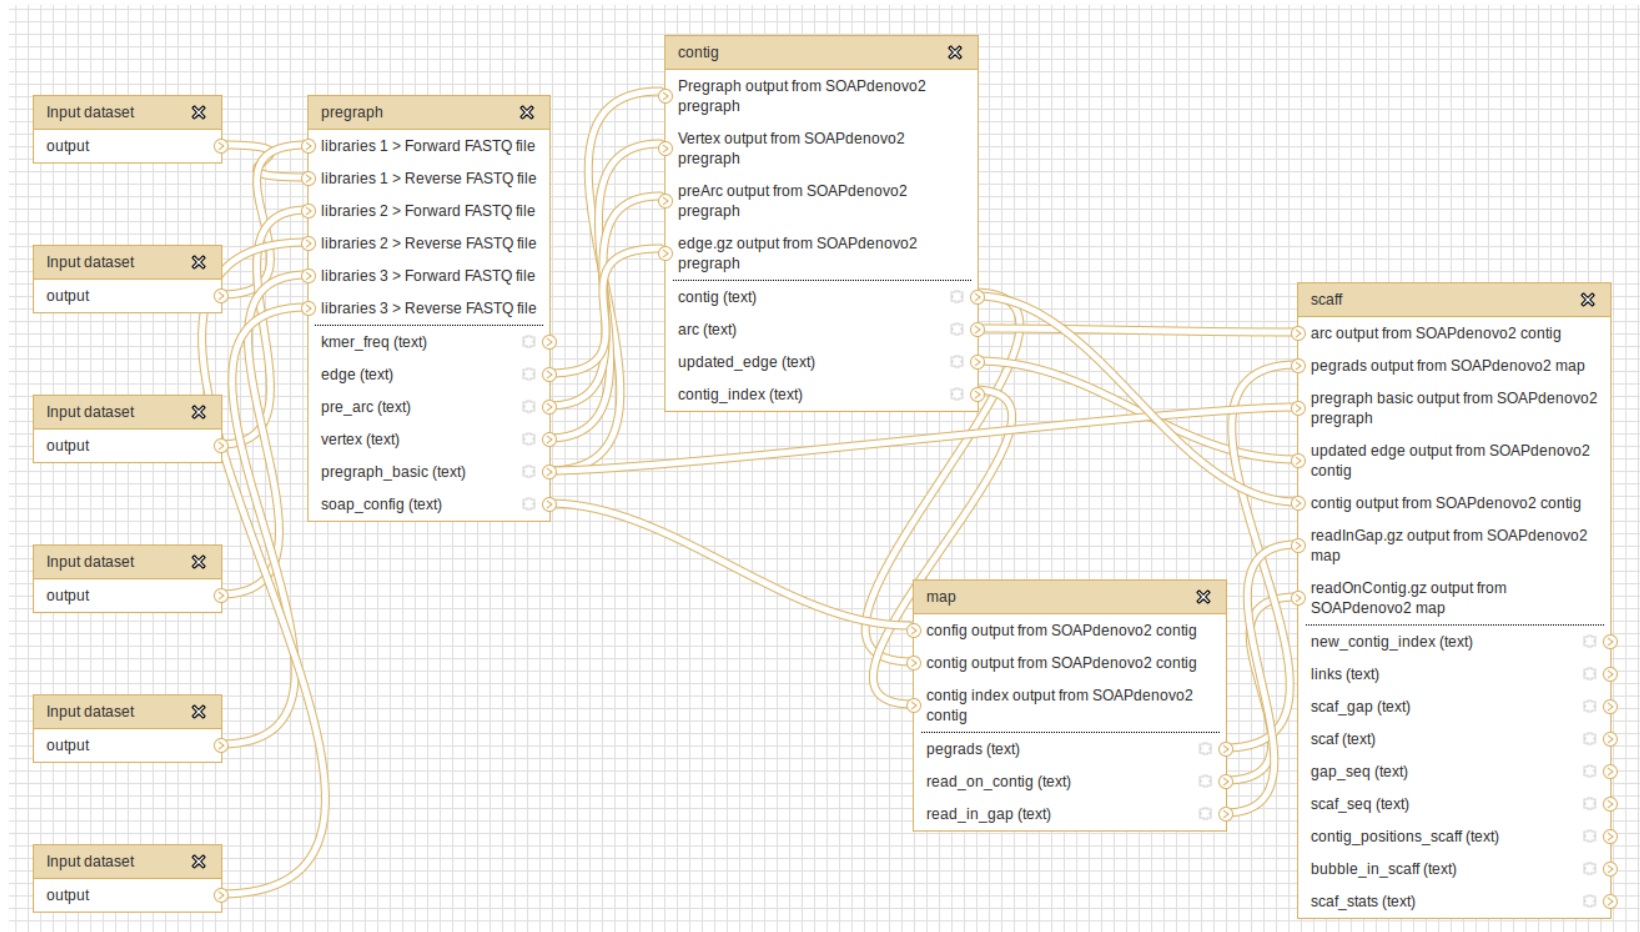 Input dataset
output
Input dataset
output
Input dataset
output
Input dataset
output
Input dataset
output
Input dataset
output
pregraph
libraries 1 > Forward FASTQ file
libraries 1 > Reverse FASTQ file
libraries 2 > Forward FASTQ file
libraries 2 > Reverse FASTQ file
libraries 3 > Forward FASTQ file
libraries 3 > Reverse FASTQ file
kmer_freq (text)
edge (text)
pre_arc (text)
vertex (text)
pregraph_basic (text)
soap_config (text)
contig
Pregraph output from SOAPdenovo2
pregraph
Vertex output from SOAPdenovo2
pregraph
preArc output from SOAPdenovo2
pregraph
edge.gz output from SOAPdenovo2
pregraph
contig (text)
arc (text)
updated_edge (text)
contig_index (text)
map
config output from SOAPdenovo2 contig
contig output from SOAPdenovo2 contig
contig index output from SOAPdenovo2
contig
pegrads (text)
read_on_contig (text)
read_in_gap (text)
scaff
arc output from SOAPdenovo2 contig
pegrads output from SOAPdenovo2 map
pregraph basic output from SOAPdenovo2
pregraph
updated edge output from SOAPdenovo2
contig
contig output from SOAPdenovo2 contig
readInGap.gz output from SOAPdenovo2
map
readOnContig.gz output from
SOAPdenovo2 map
new_contig_index (text)
links (text)
scaf_gap (text)
scaf (text)
gap_seq (text)
scaf_seq (text)
contig_positions_scaff (text)
bubble_in_scaff (text)
scaf_stats (text)